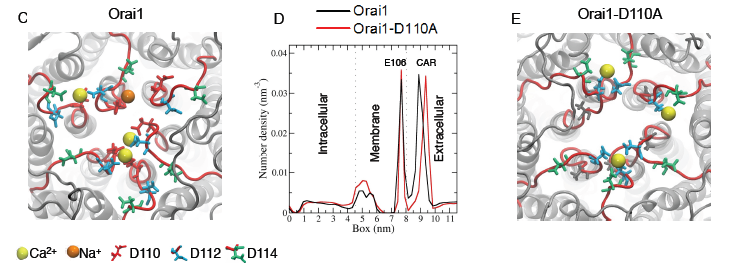 C
Orai1
D
Orai1
Orai1-D110A
E
Orai1-D110A
E106 CAR
0.04
0.03
0.02
0.01
0
Number density (nm⁻³)
Intracellular
Membrane
Extracellular
0 1 2 3 4 5 6 7 8 9 10 11
Box (nm)
Ca²⁺ Na⁺ D110 D112 D114